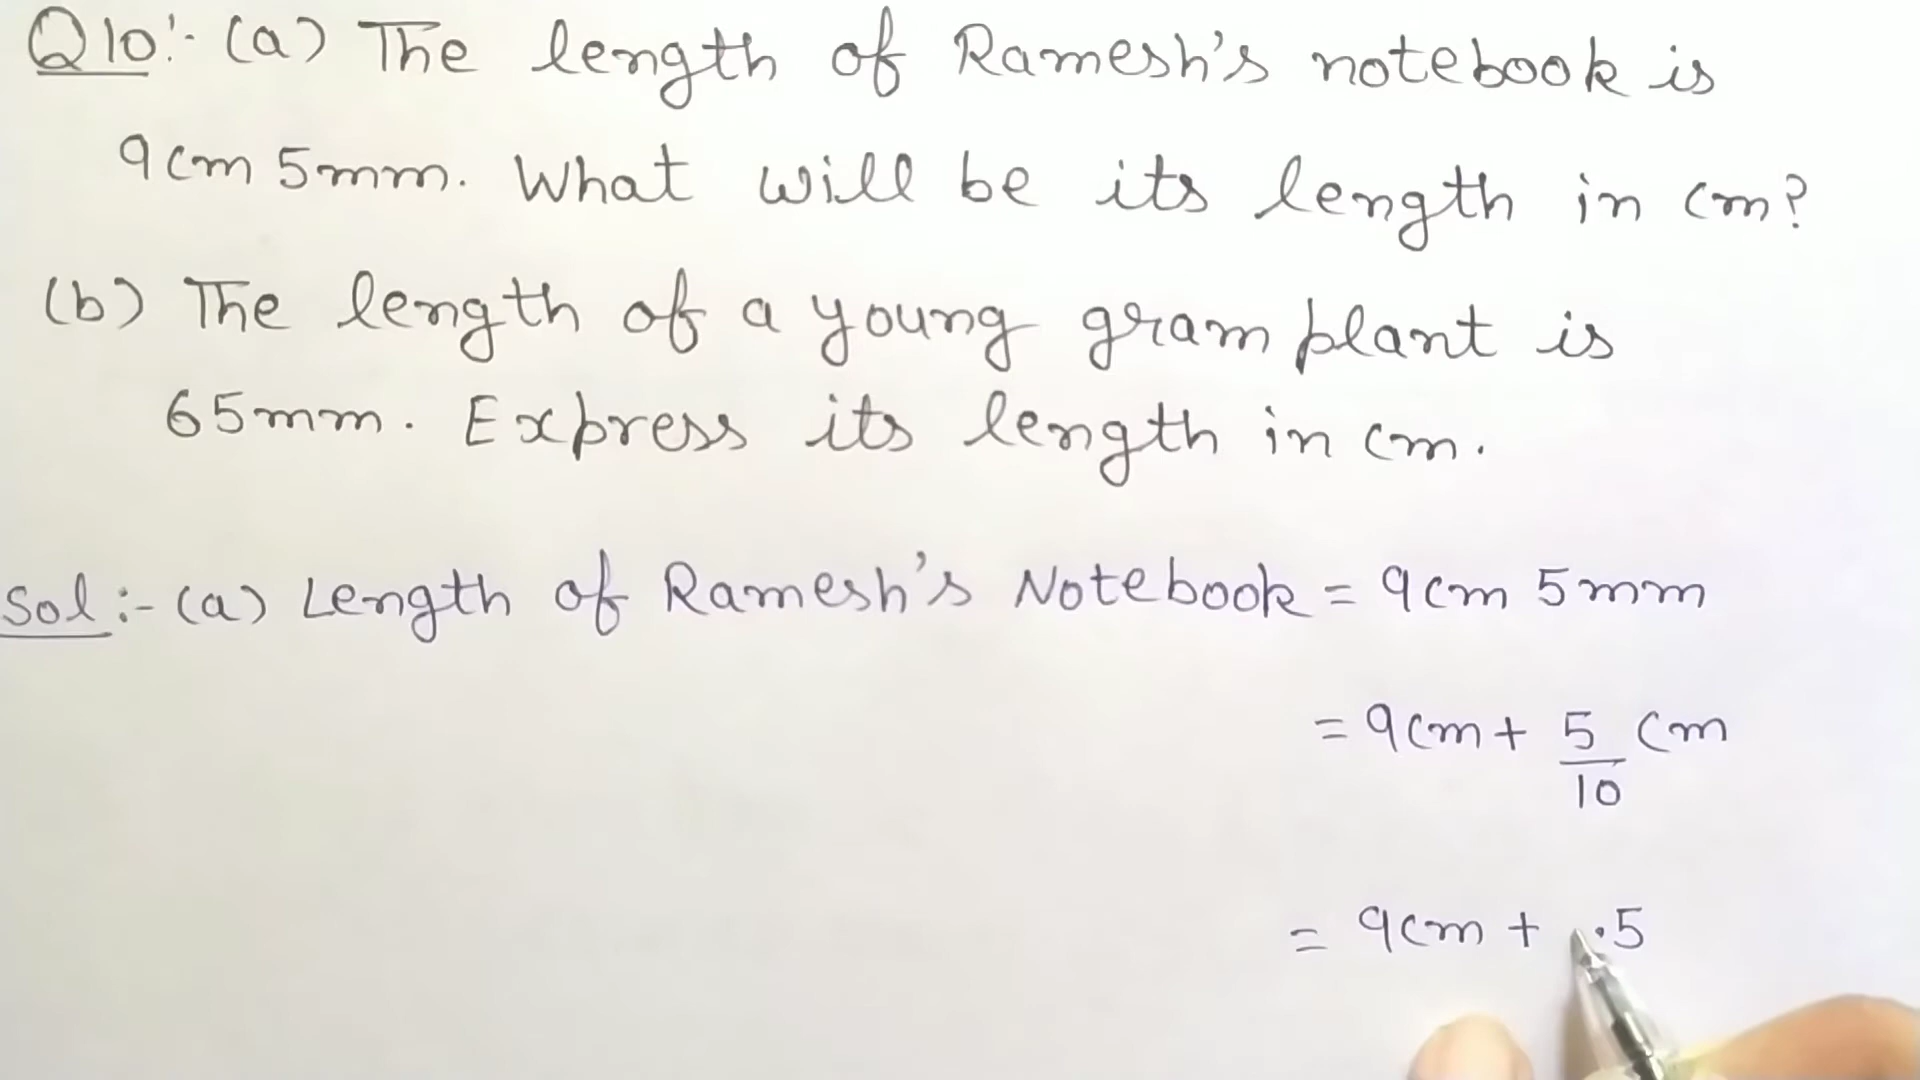 Q10:- (a) The length of Ramesh's notebook is
9cm 5mm. What will be its length in cm?
(b) The length of a young gram plant is
65mm. Express its length in cm.
Sol:- (a) Length of Ramesh's Notebook = 9cm 5mm
= 9cm + 5/10 cm
= 9cm + .5